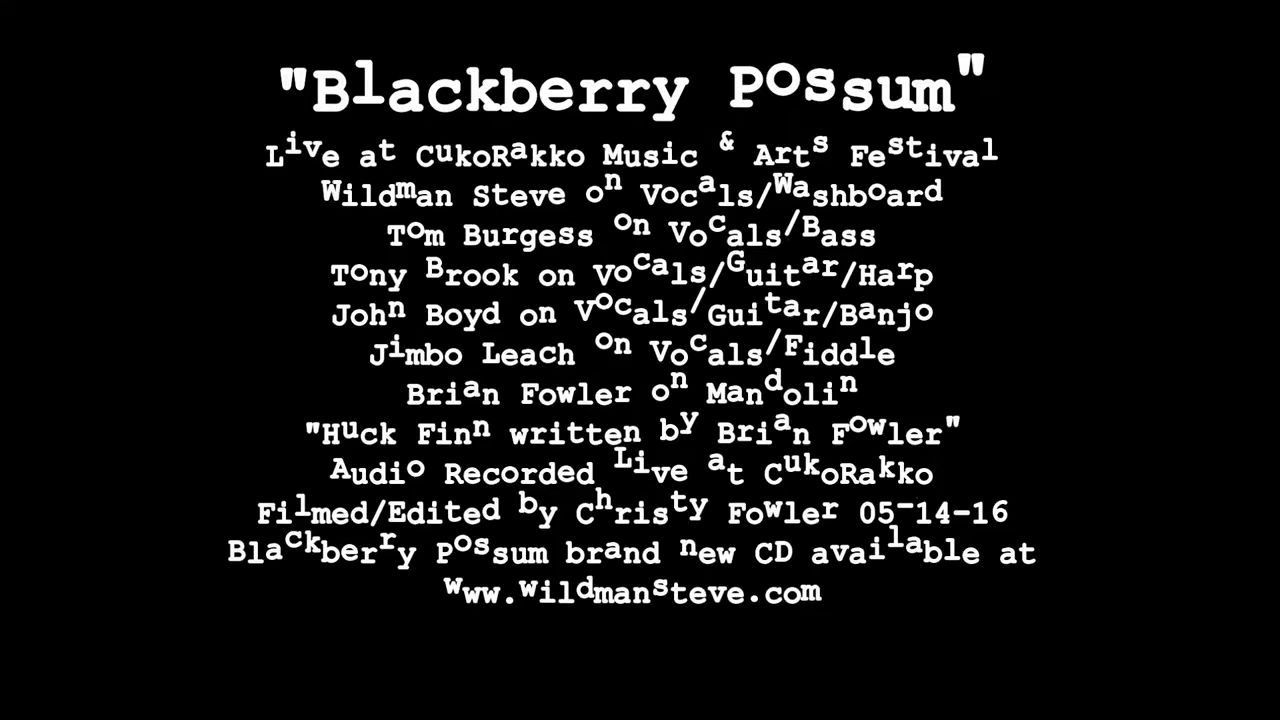 "Blackberry Possum"
Live at CukoRakko Music & Arts Festival
Wildman Steve on Vocals/Washboard
Tom Burgess on Vocals/Bass
Tony Brook on Vocals/Guitar/Harp
John Boyd on Vocals/Guitar/Banjo
Jimbo Leach on Vocals/Fiddle
Brian Fowler on Mandolin
"Huck Finn written by Brian Fowler"
Audio Recorded Live at CukoRakko
Filmed/Edited by Christy Fowler 05-14-16
Blackberry Possum brand new CD available at
www.wildmansteve.com